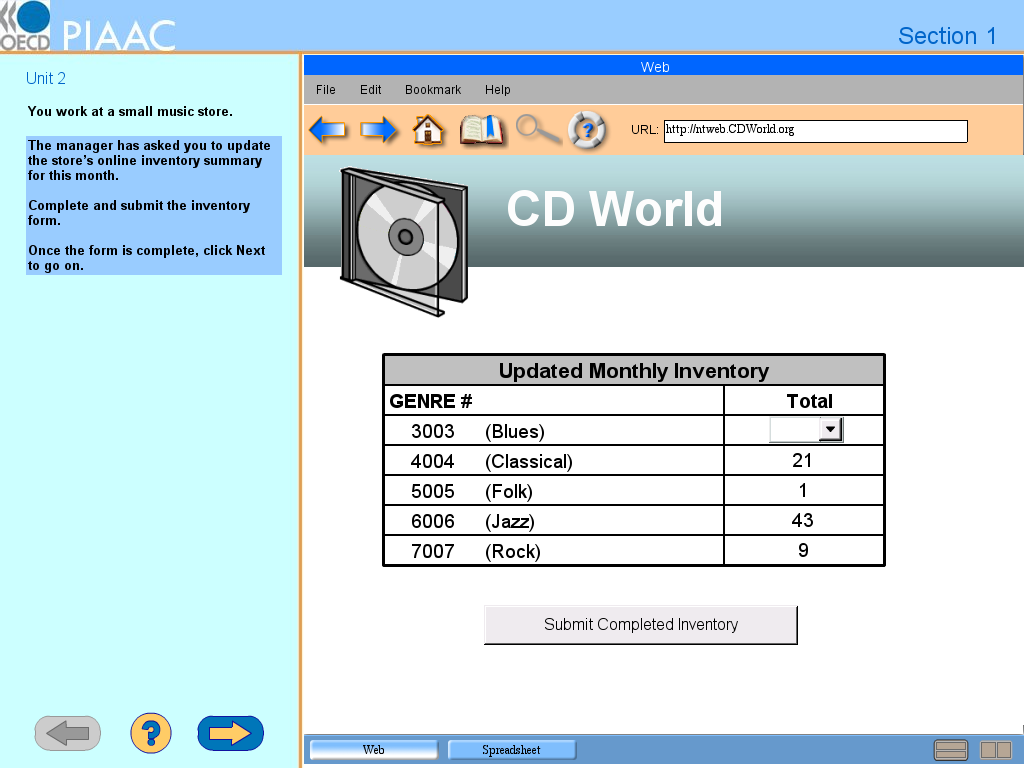 OECD PIAAC
Section 1
Unit 2
You work at a small music store.
The manager has asked you to update
the store's online inventory summary
for this month.
Complete and submit the inventory
form.
Once the form is complete, click Next
to go on.
?
Web
File Edit Bookmark Help
? URL: http://ntweb.CDWorld.org
CD World
Updated Monthly Inventory
GENRE # Total
3003 (Blues)
4004 (Classical) 21
5005 (Folk) 1
6006 (Jazz) 43
7007 (Rock) 9
Submit Completed Inventory
Web Spreadsheet